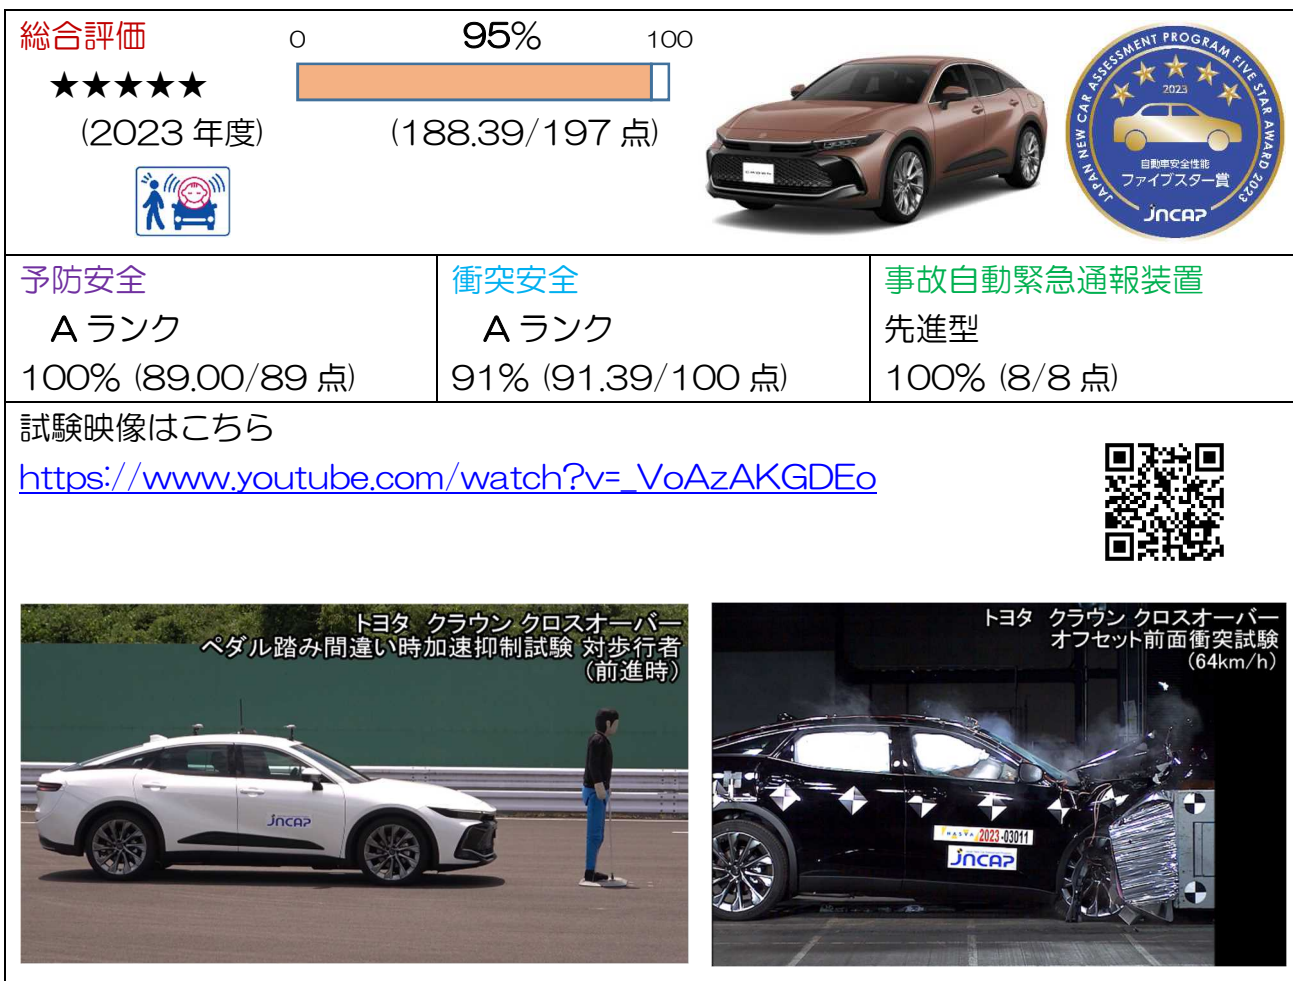 総合評価
0 95% 100
★★★★★
(2023 年度)
(188.39/197 点)
JAPAN NEW CAR ASSESSMENT PROGRAM FIVE STAR AWARD 2023
2023
自動車安全性能
ファイブスター賞
JNCAP
予防安全
A ランク
100% (89.00/89 点)
衝突安全
A ランク
91% (91.39/100 点)
事故自動緊急通報装置
先進型
100% (8/8 点)
試験映像はこちら
https://www.youtube.com/watch?v=_VoAzAKGDEo
トヨタ クラウン クロスオーバー
ペダル踏み間違い時加速抑制試験 対歩行者
(前進時)
JNCAP
トヨタ クラウン クロスオーバー
オフセット前面衝突試験
(64km/h)
NASVA 2023-03011
JNCAP